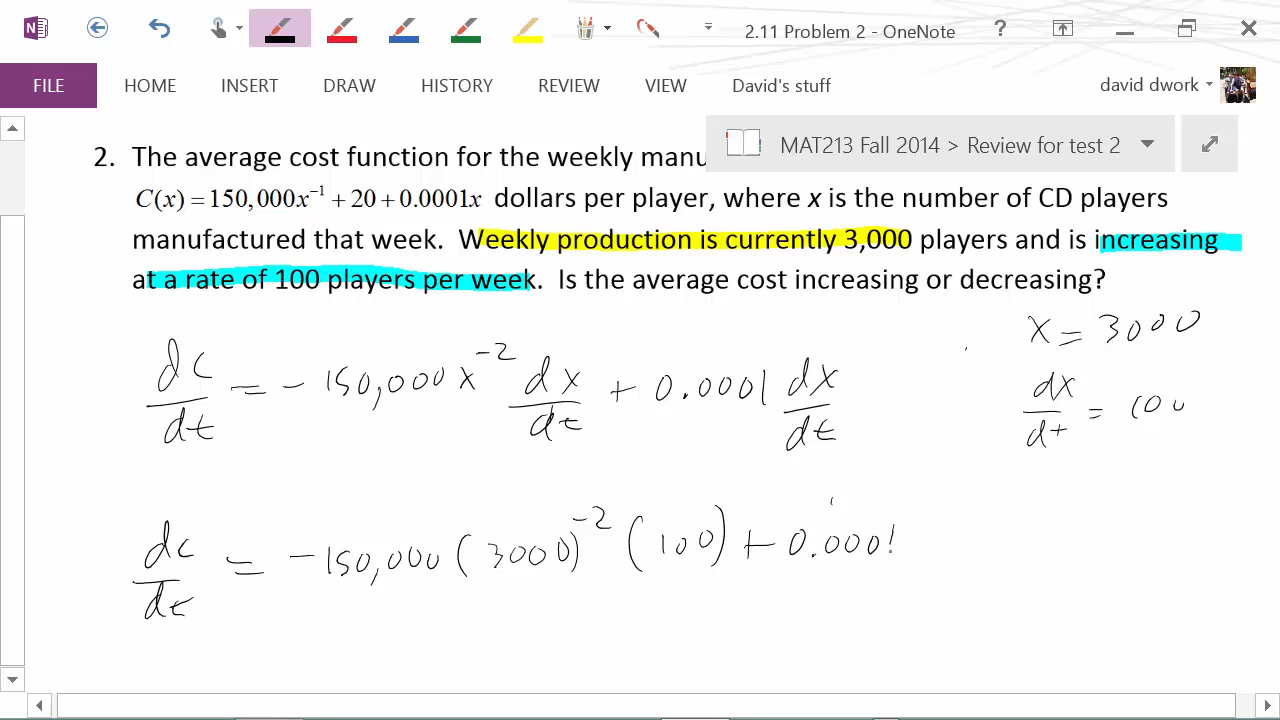 2.11 Problem 2 - OneNote
?
FILE HOME INSERT DRAW HISTORY REVIEW VIEW David's stuff
david dwork
MAT213 Fall 2014 > Review for test 2
2. The average cost function for the weekly manu
C(x) = 150,000x⁻¹ + 20 + 0.0001x dollars per player, where x is the number of CD players
manufactured that week. Weekly production is currently 3,000 players and is increasing
at a rate of 100 players per week. Is the average cost increasing or decreasing?
x = 3000
dc/dt = - 150,000 x⁻² dx/dt + 0.0001 dx/dt
dx/dt = 100
dc/dt = -150,000 (3000)⁻² (100) + 0.0001